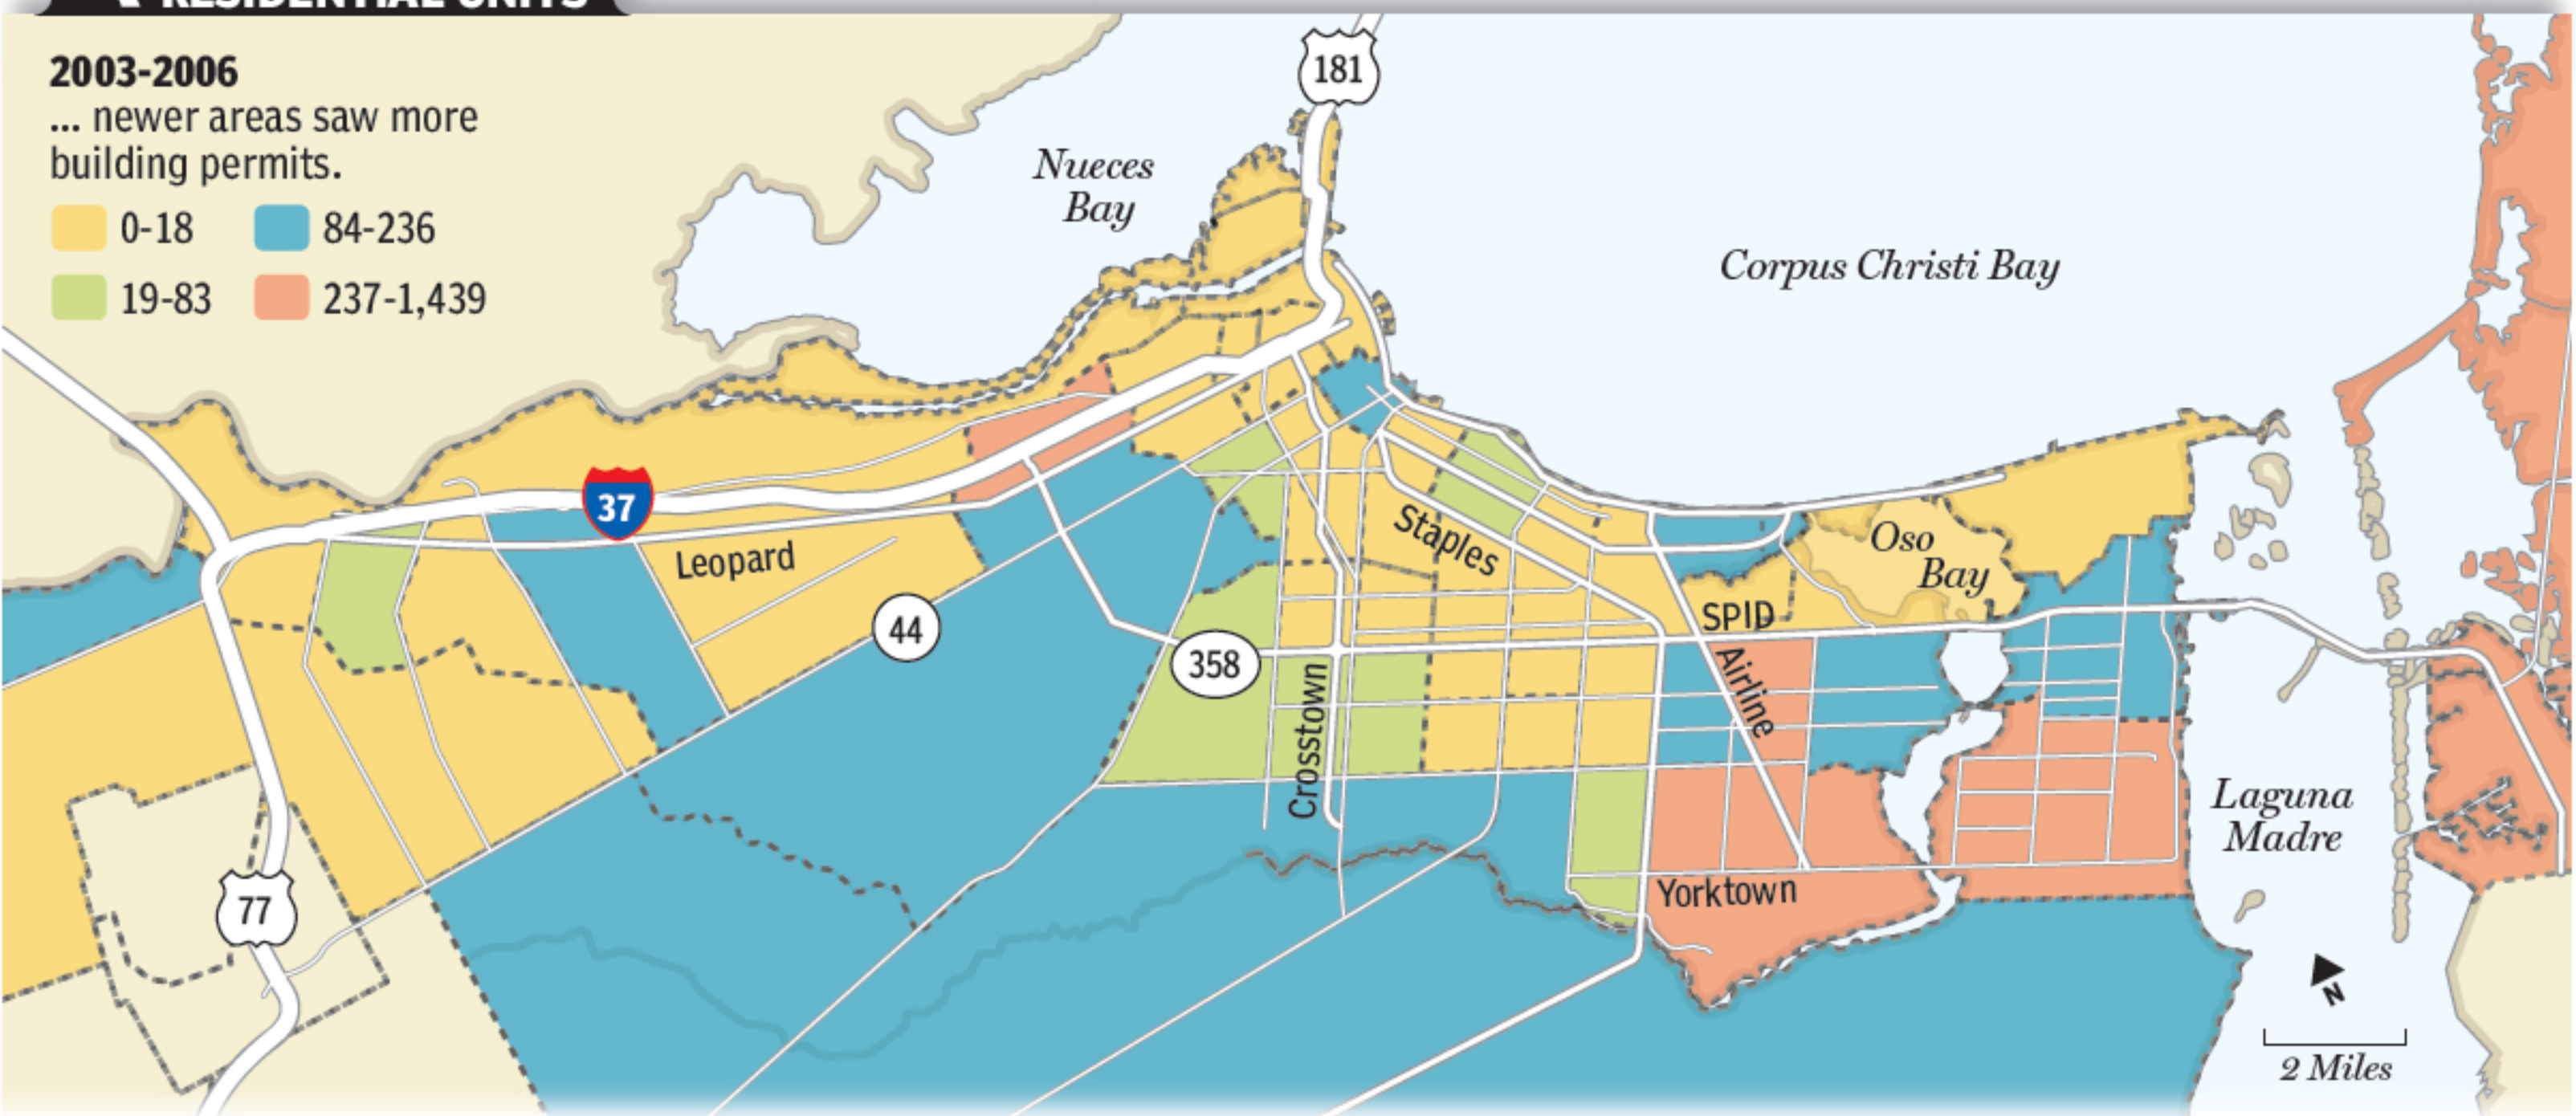 RESIDENTIAL UNITS
2003-2006
... newer areas saw more
building permits.
0-18
84-236
19-83
237-1,439
181
Nueces
Bay
Corpus Christi Bay
37
Leopard
44
358
Staples
Crosstown
SPID
Airline
Oso
Bay
Yorktown
Laguna
Madre
77
N
2 Miles